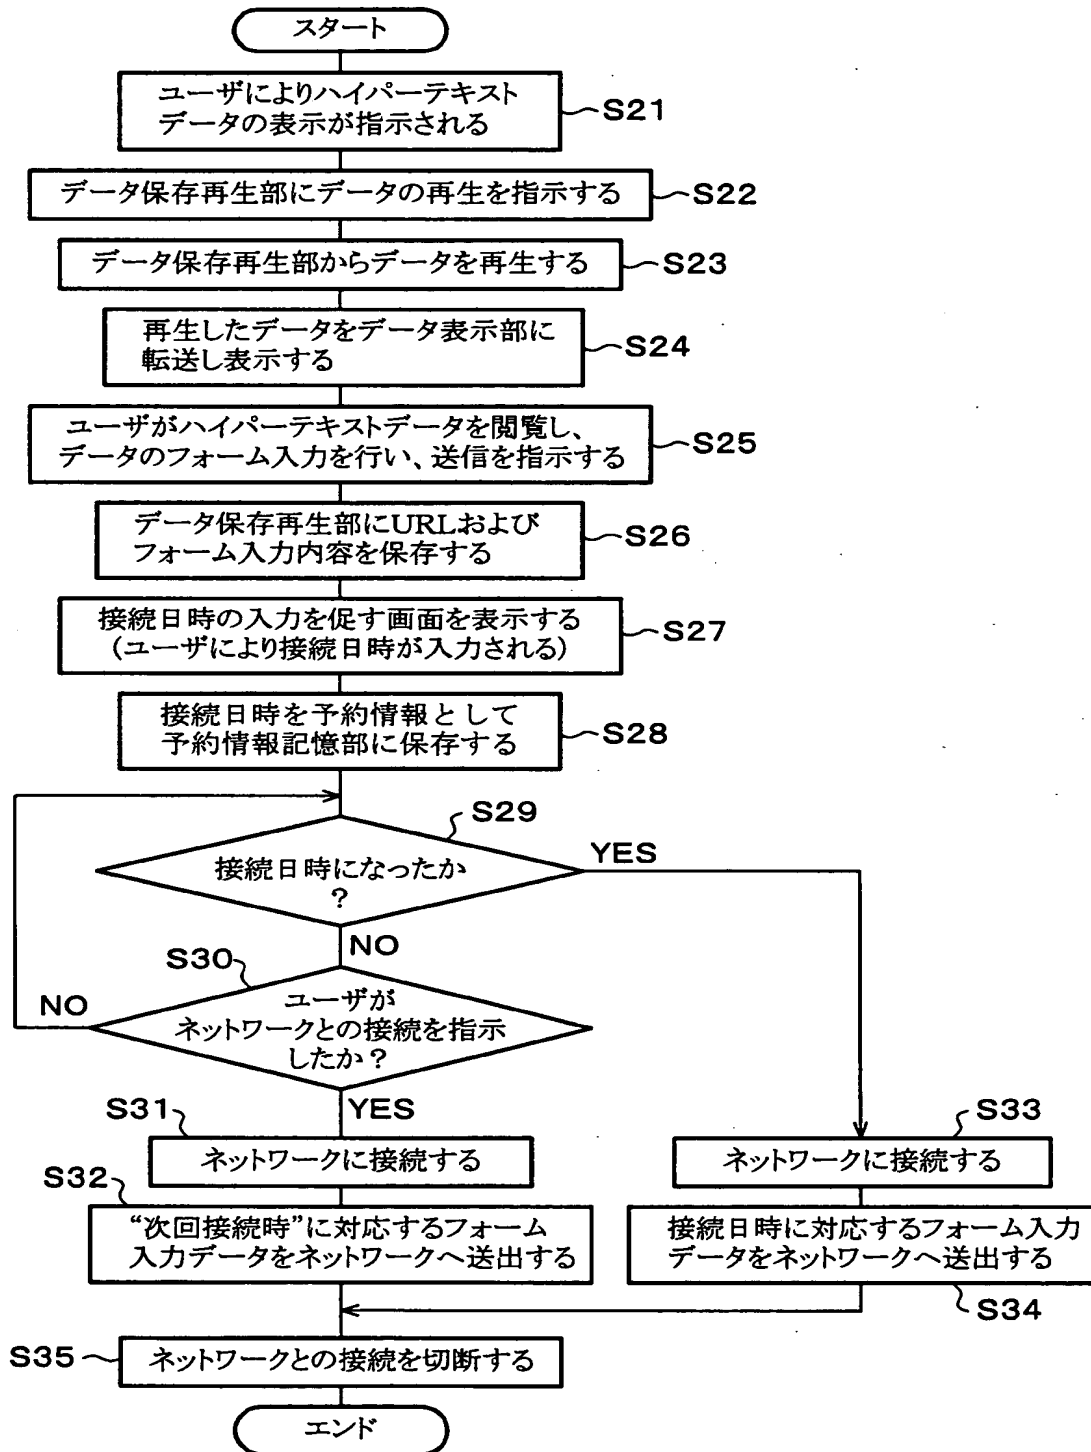 スタート
ユーザによりハイパーテキスト
データの表示が指示される
S21
データ保存再生部にデータの再生を指示する
S22
データ保存再生部からデータを再生する
S23
再生したデータをデータ表示部に
転送し表示する
S24
ユーザがハイパーテキストデータを閲覧し、
データのフォーム入力を行い、送信を指示する
S25
データ保存再生部にURLおよび
フォーム入力内容を保存する
S26
接続日時の入力を促す画面を表示する
(ユーザにより接続日時が入力される)
S27
接続日時を予約情報として
予約情報記憶部に保存する
S28
S29
接続日時になったか
?
YES
NO
S30
ユーザが
ネットワークとの接続を指示
したか?
NO
YES
S31
ネットワークに接続する
S33
ネットワークに接続する
S32
“次回接続時”に対応するフォーム
入力データをネットワークへ送出する
接続日時に対応するフォーム入力
データをネットワークへ送出する
S34
S35
ネットワークとの接続を切断する
エンド